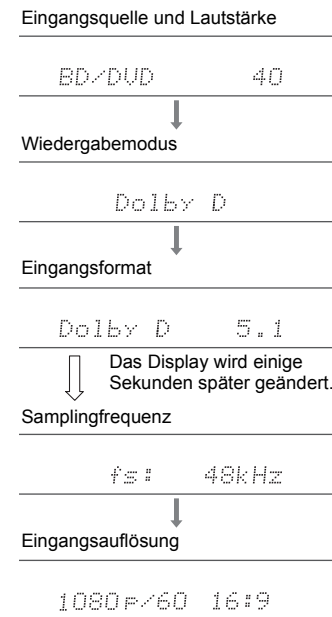 Eingangsquelle und Lautstärke
BD/DVD 40
Wiedergabemodus
Dolby D
Eingangsformat
Dolby D 5.1
Das Display wird einige
Sekunden später geändert.
Samplingfrequenz
fs: 48kHz
Eingangsauflösung
1080p/60 16:9